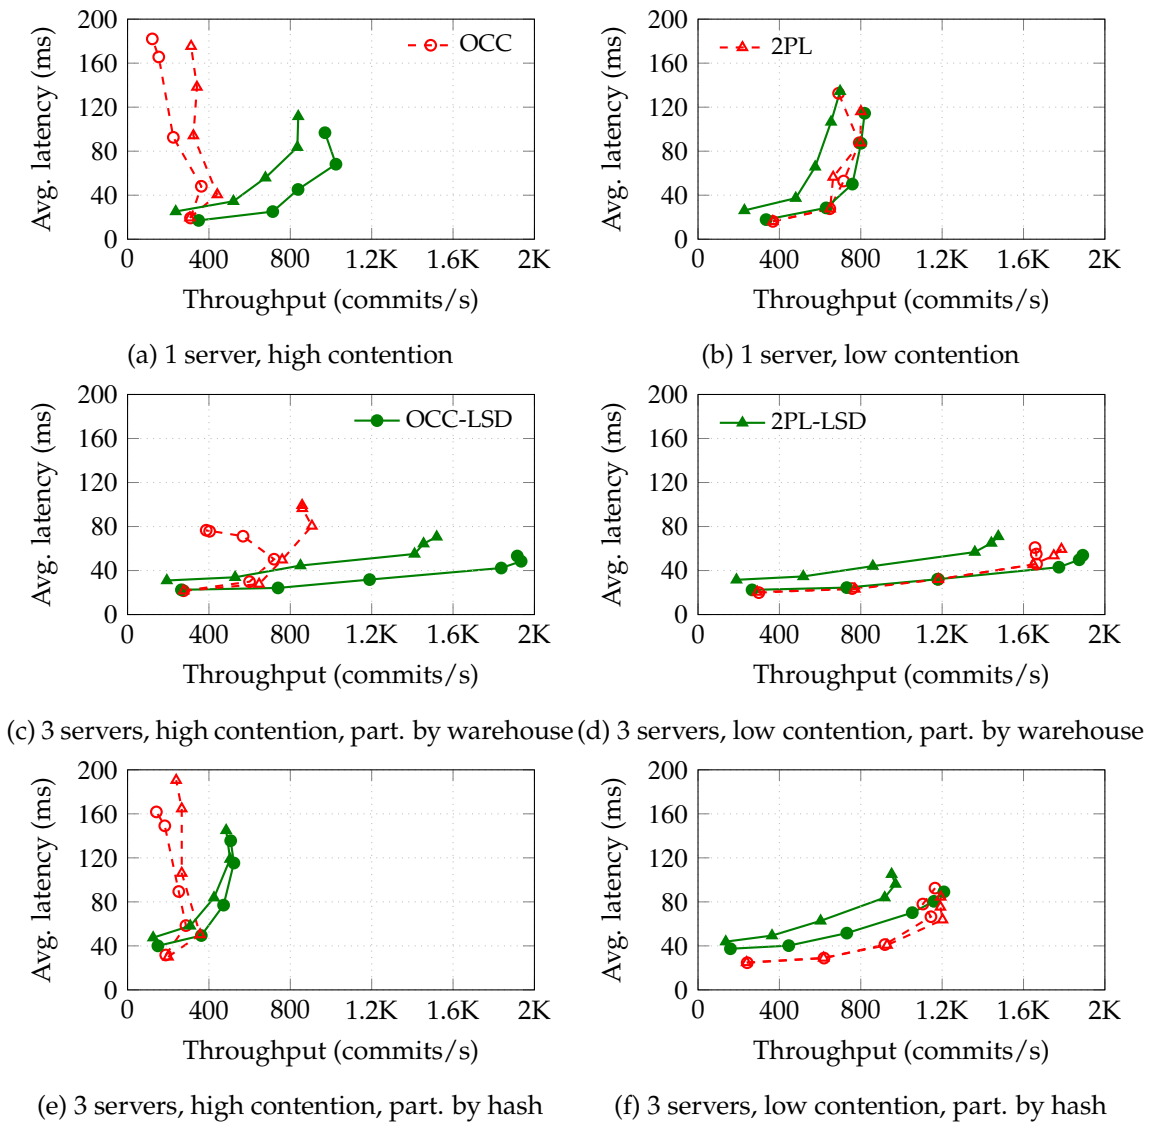 200
160
120
80
40
0
Avg. latency (ms)
OCC
0 400 800 1.2K 1.6K 2K
Throughput (commits/s)
(a) 1 server, high contention
200
160
120
80
40
0
Avg. latency (ms)
2PL
0 400 800 1.2K 1.6K 2K
Throughput (commits/s)
(b) 1 server, low contention
200
160
120
80
40
0
Avg. latency (ms)
OCC-LSD
0 400 800 1.2K 1.6K 2K
Throughput (commits/s)
(c) 3 servers, high contention, part. by warehouse
200
160
120
80
40
0
Avg. latency (ms)
2PL-LSD
0 400 800 1.2K 1.6K 2K
Throughput (commits/s)
(d) 3 servers, low contention, part. by warehouse
200
160
120
80
40
0
Avg. latency (ms)
0 400 800 1.2K 1.6K 2K
Throughput (commits/s)
(e) 3 servers, high contention, part. by hash
200
160
120
80
40
0
Avg. latency (ms)
0 400 800 1.2K 1.6K 2K
Throughput (commits/s)
(f) 3 servers, low contention, part. by hash